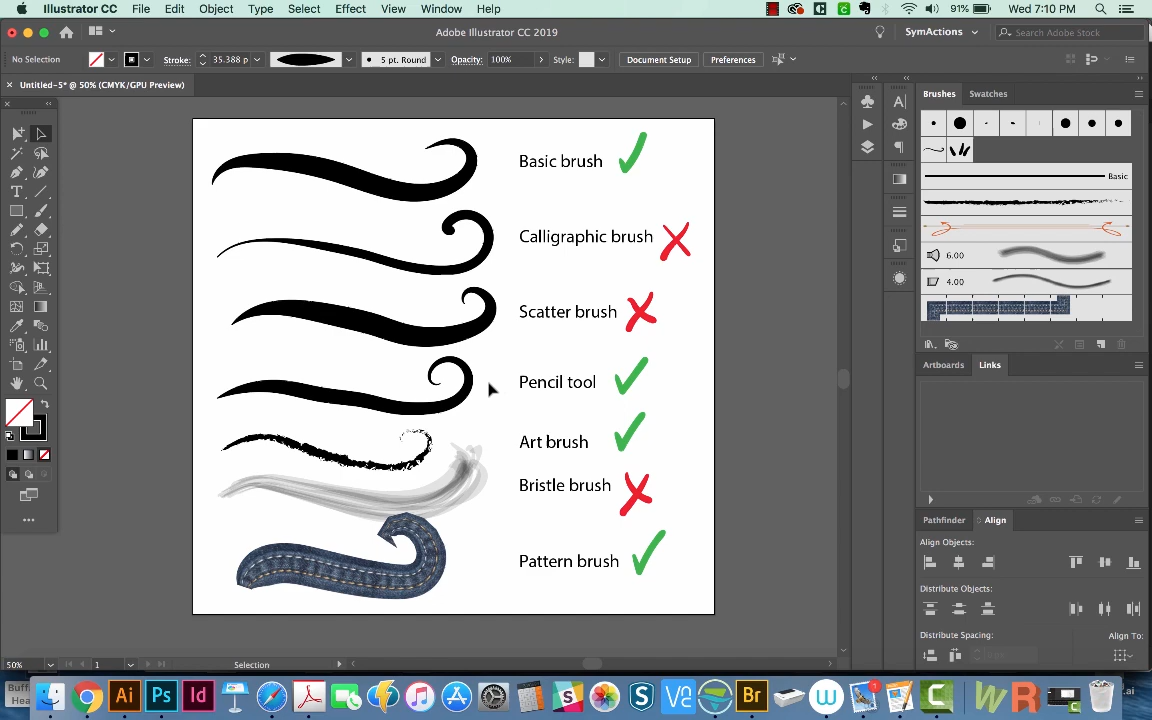 Illustrator CC File Edit Object Type Select Effect View Window Help
91% Wed 7:10 PM
Adobe Illustrator CC 2019
SymActions
Search Adobe Stock
No Selection
Stroke: 35.388 p
5 pt. Round
Opacity: 100%
Style:
Document Setup
Preferences
Untitled-5* @ 50% (CMYK/GPU Preview)
Brushes Swatches
Basic
6.00
4.00
Basic brush
Calligraphic brush
Scatter brush
Pencil tool
Art brush
Bristle brush
Pattern brush
Artboards Links
Pathfinder Align
Align Objects:
Distribute Objects:
Distribute Spacing:
Align To:
50%
1
Selection
Ai Ps Id
Br